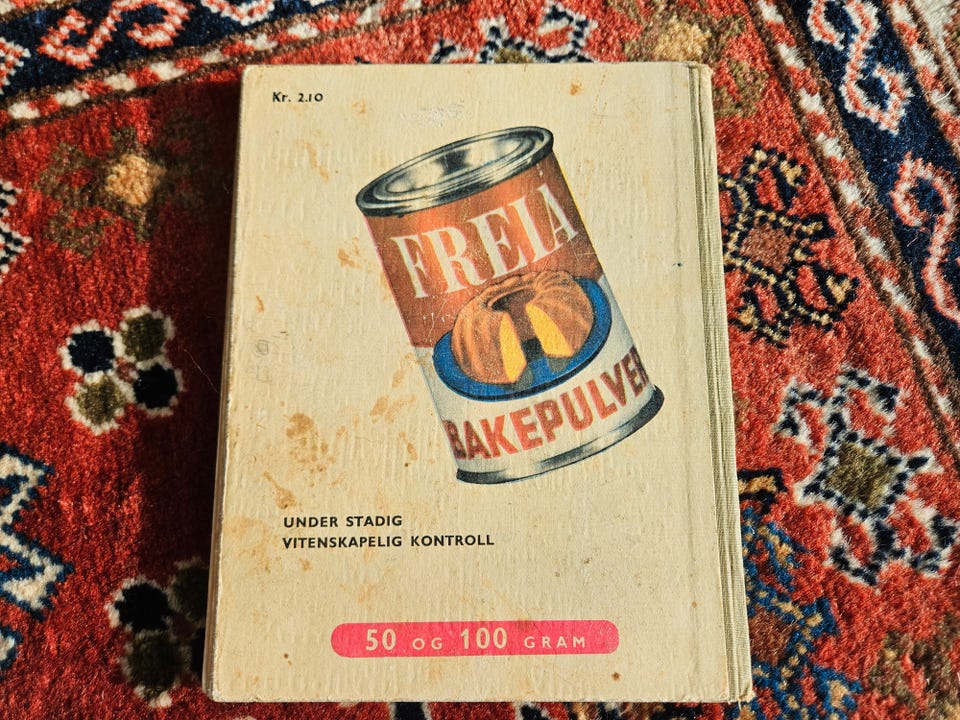 Kr. 2.10
FREIA
BAKEPULVER
UNDER STADIG
VITENSKAPELIG KONTROLL
50 OG 100 GRAM